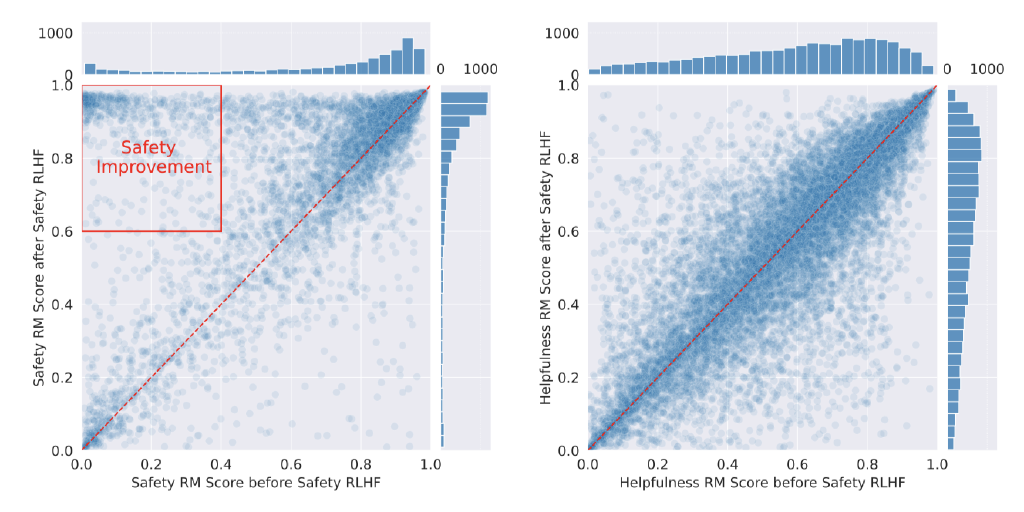 1000
0
0 1000
1.0
0.8
0.6
0.4
0.2
0.0
Safety RM Score after Safety RLHF
Safety
Improvement
0.0 0.2 0.4 0.6 0.8 1.0
Safety RM Score before Safety RLHF
1000
0
0 1000
1.0
0.8
0.6
0.4
0.2
0.0
Helpfulness RM Score after Safety RLHF
0.0 0.2 0.4 0.6 0.8 1.0
Helpfulness RM Score before Safety RLHF